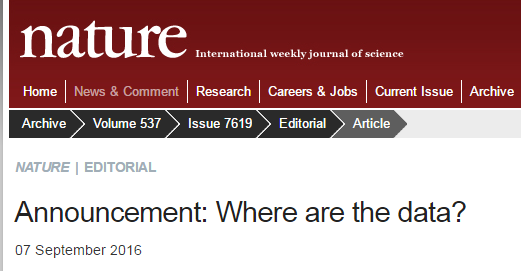 nature International weekly journal of science
Home News & Comment Research Careers & Jobs Current Issue Archive
Archive Volume 537 Issue 7619 Editorial Article
NATURE | EDITORIAL
Announcement: Where are the data?
07 September 2016